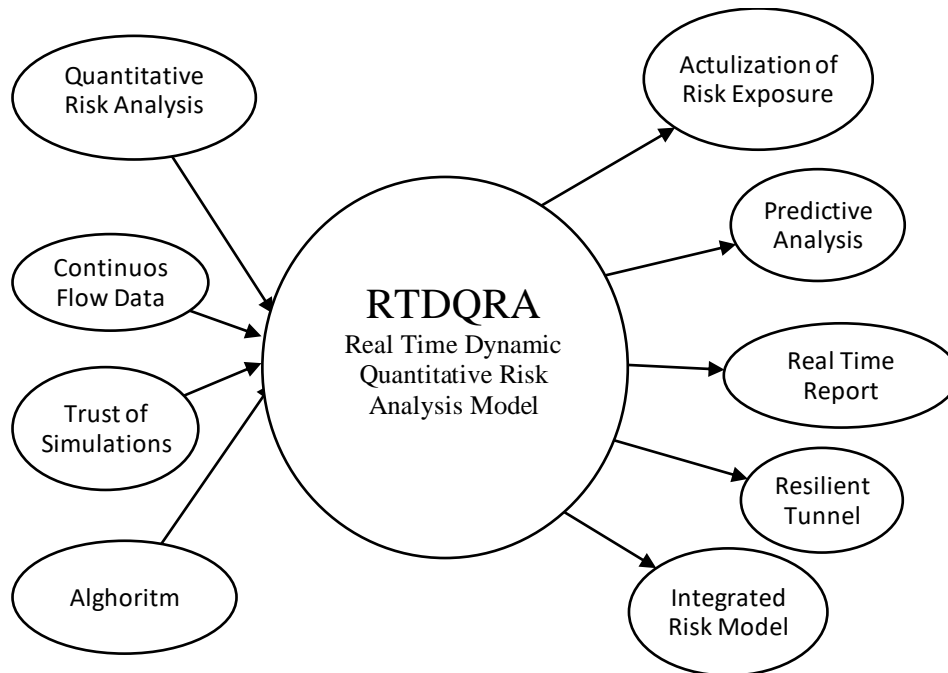 Quantitative
Risk Analysis
Continuos
Flow Data
Trust of
Simulations
Alghoritm
RTDQRA
Real Time Dynamic
Quantitative Risk
Analysis Model
Actulization of
Risk Exposure
Predictive
Analysis
Real Time
Report
Resilient
Tunnel
Integrated
Risk Model